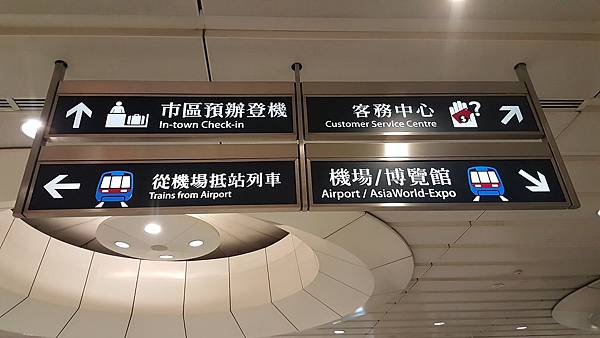 市區預辦登機
In-town Check-in
客務中心
Customer Service Centre
從機場抵站列車
Trains from Airport
機場/博覽館
Airport / AsiaWorld-Expo